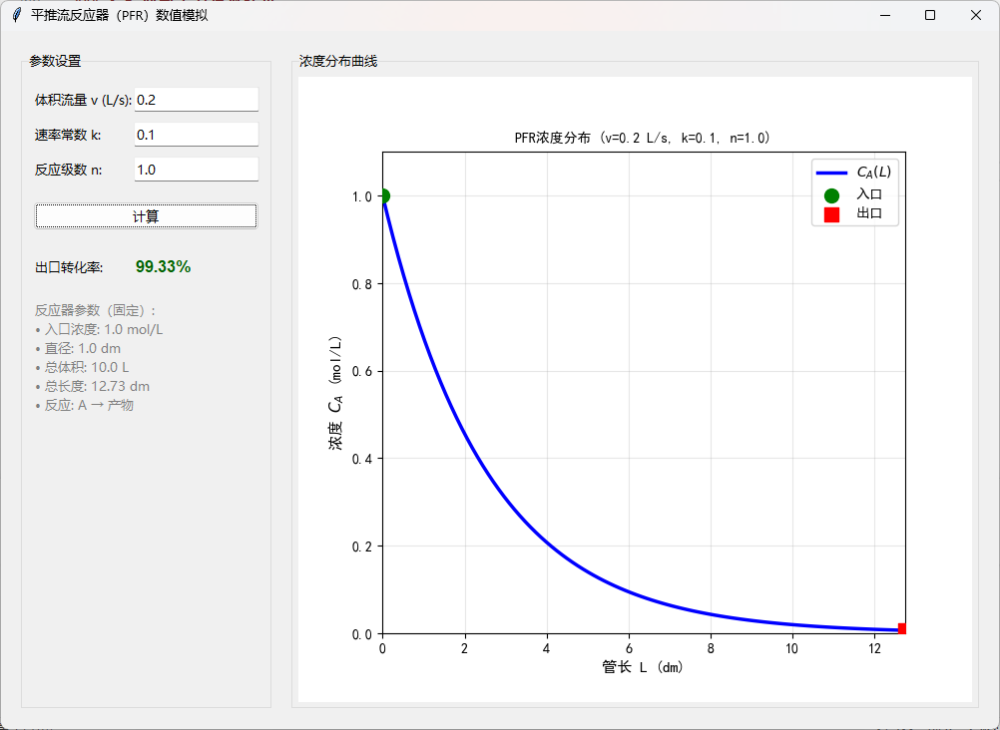 平推流反应器（PFR）数值模拟
参数设置
体积流量 v (L/s): 0.2
速率常数 k: 0.1
反应级数 n: 1.0
计算
出口转化率: 99.33%
反应器参数（固定）:
• 入口浓度: 1.0 mol/L
• 直径: 1.0 dm
• 总体积: 10.0 L
• 总长度: 12.73 dm
• 反应: A → 产物
浓度分布曲线
PFR浓度分布 (v=0.2 L/s, k=0.1, n=1.0)
C_A(L)
入口
出口
浓度 C_A (mol/L)
1.0
0.8
0.6
0.4
0.2
0.0
0 2 4 6 8 10 12
管长 L (dm)